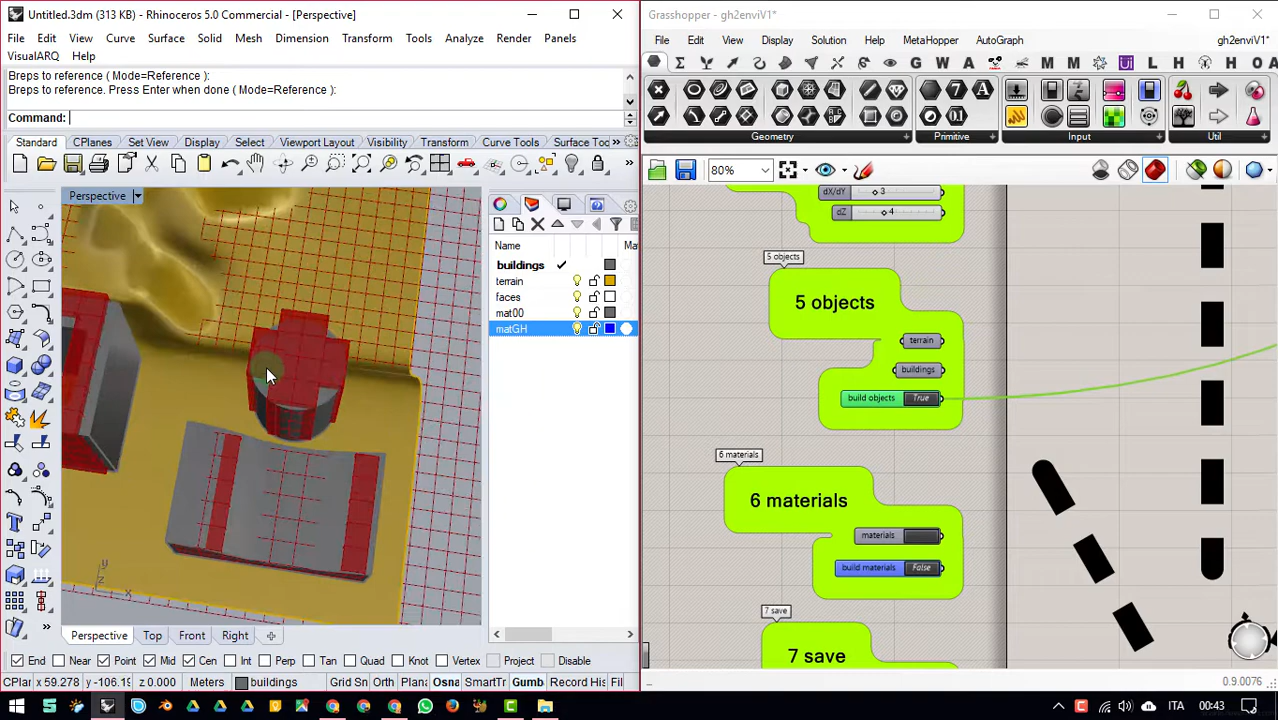 Untitled.3dm (313 KB) - Rhinoceros 5.0 Commercial - [Perspective]
File Edit View Curve Surface Solid Mesh Dimension Transform Tools Analyze Render Panels
VisualARQ Help
Breps to reference ( Mode=Reference ):
Breps to reference. Press Enter when done ( Mode=Reference ):
Command:
Standard CPlanes Set View Display Select Viewport Layout Visibility Transform Curve Tools Surface Too
Perspective
Name Ma
buildings
terrain
faces
mat00
matGH
z y x
Perspective Top Front Right
End Near Point Mid Cen Int Perp Tan Quad Knot Vertex Project Disable
CPlar x 59.278 y -106.19 z 0.000 Meters buildings Grid Sn Orth Plana Osna SmartTr Gumb Record His Fil
Grasshopper - gh2enviV1*
File Edit View Display Solution Help MetaHopper AutoGraph gh2enviV1*
G W A M M Ui L H H O A
Geometry Primitive Input Util
80%
dX/dY 3
dZ 4
5 objects
5 objects
terrain
buildings
build objects True
6 materials
6 materials
materials
build materials False
7 save
7 save
0.9.0076
ITA 00:43